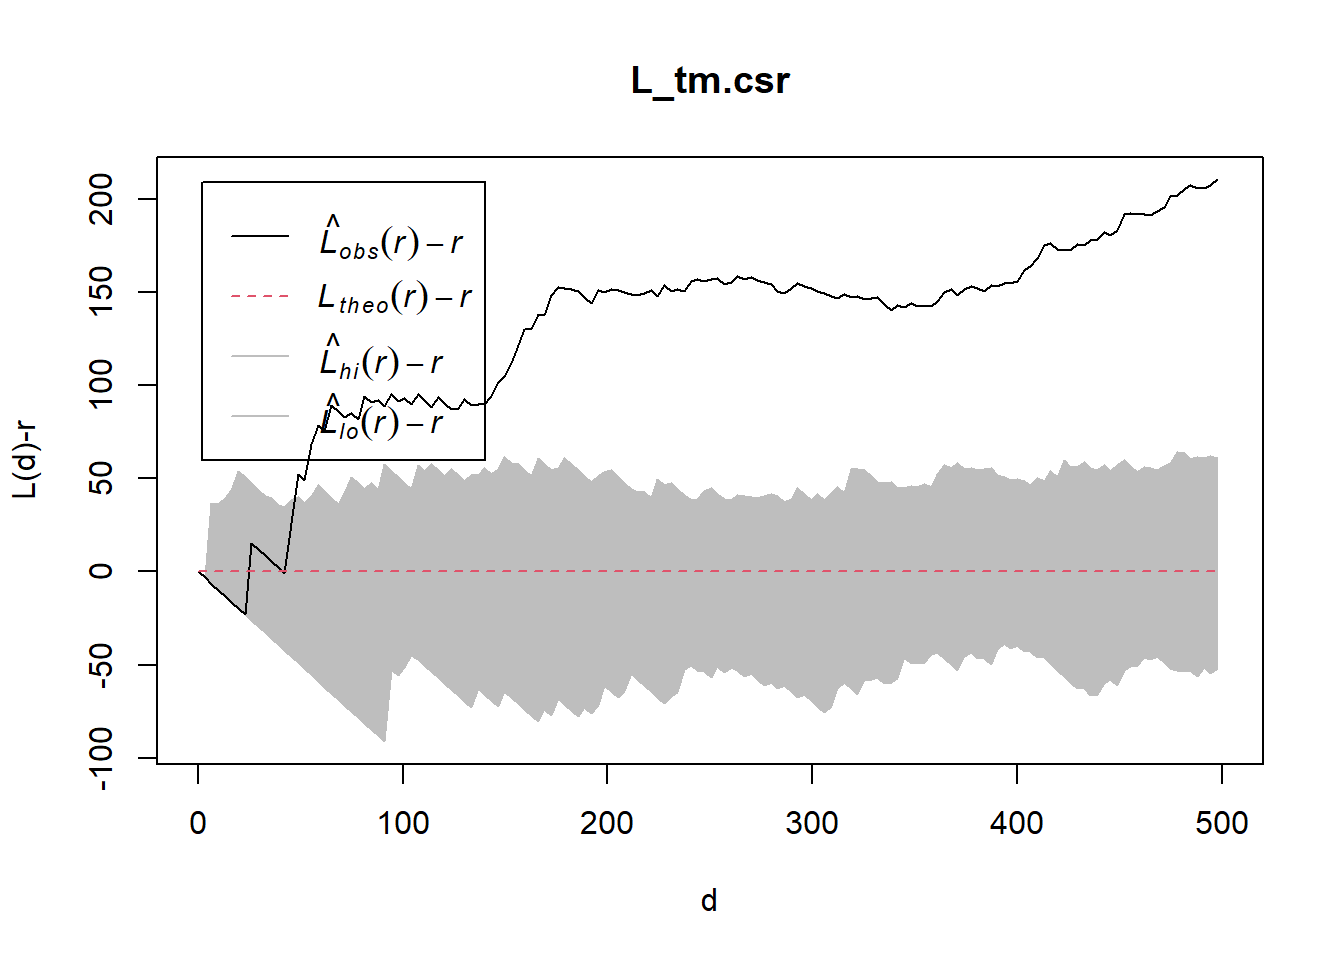 L_tm.csr
L̂obs(r) − r
Ltheo(r) − r
L̂hi(r) − r
L̂lo(r) − r
L(d)-r
200
150
100
50
0
-50
-100
0 100 200 300 400 500
d